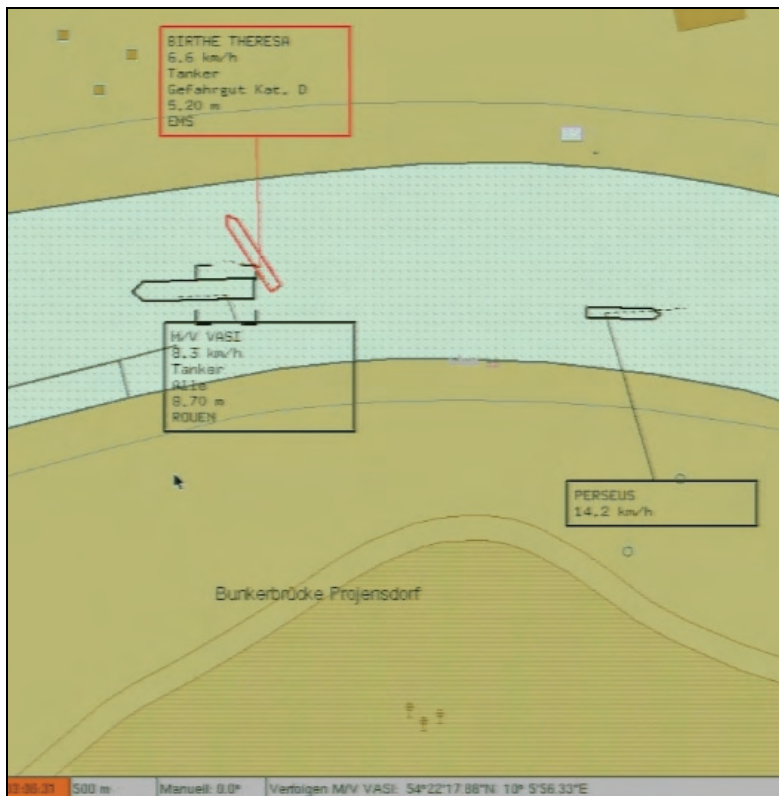 BIRTHE THERESA
6.6 km/h
Tanker
Gefahrgut Kat. D
5.20 m
EMS
M/V VASI
8.3 km/h
Tanker
8.70 m
ROUEN
PERSEUS
14.2 km/h
Bunkerbrücke Projensdorf
500 m
Manuell: 0.0°
Verfolgen M/V VASI: 54°22'17.88"N: 10° 5'56.33"E